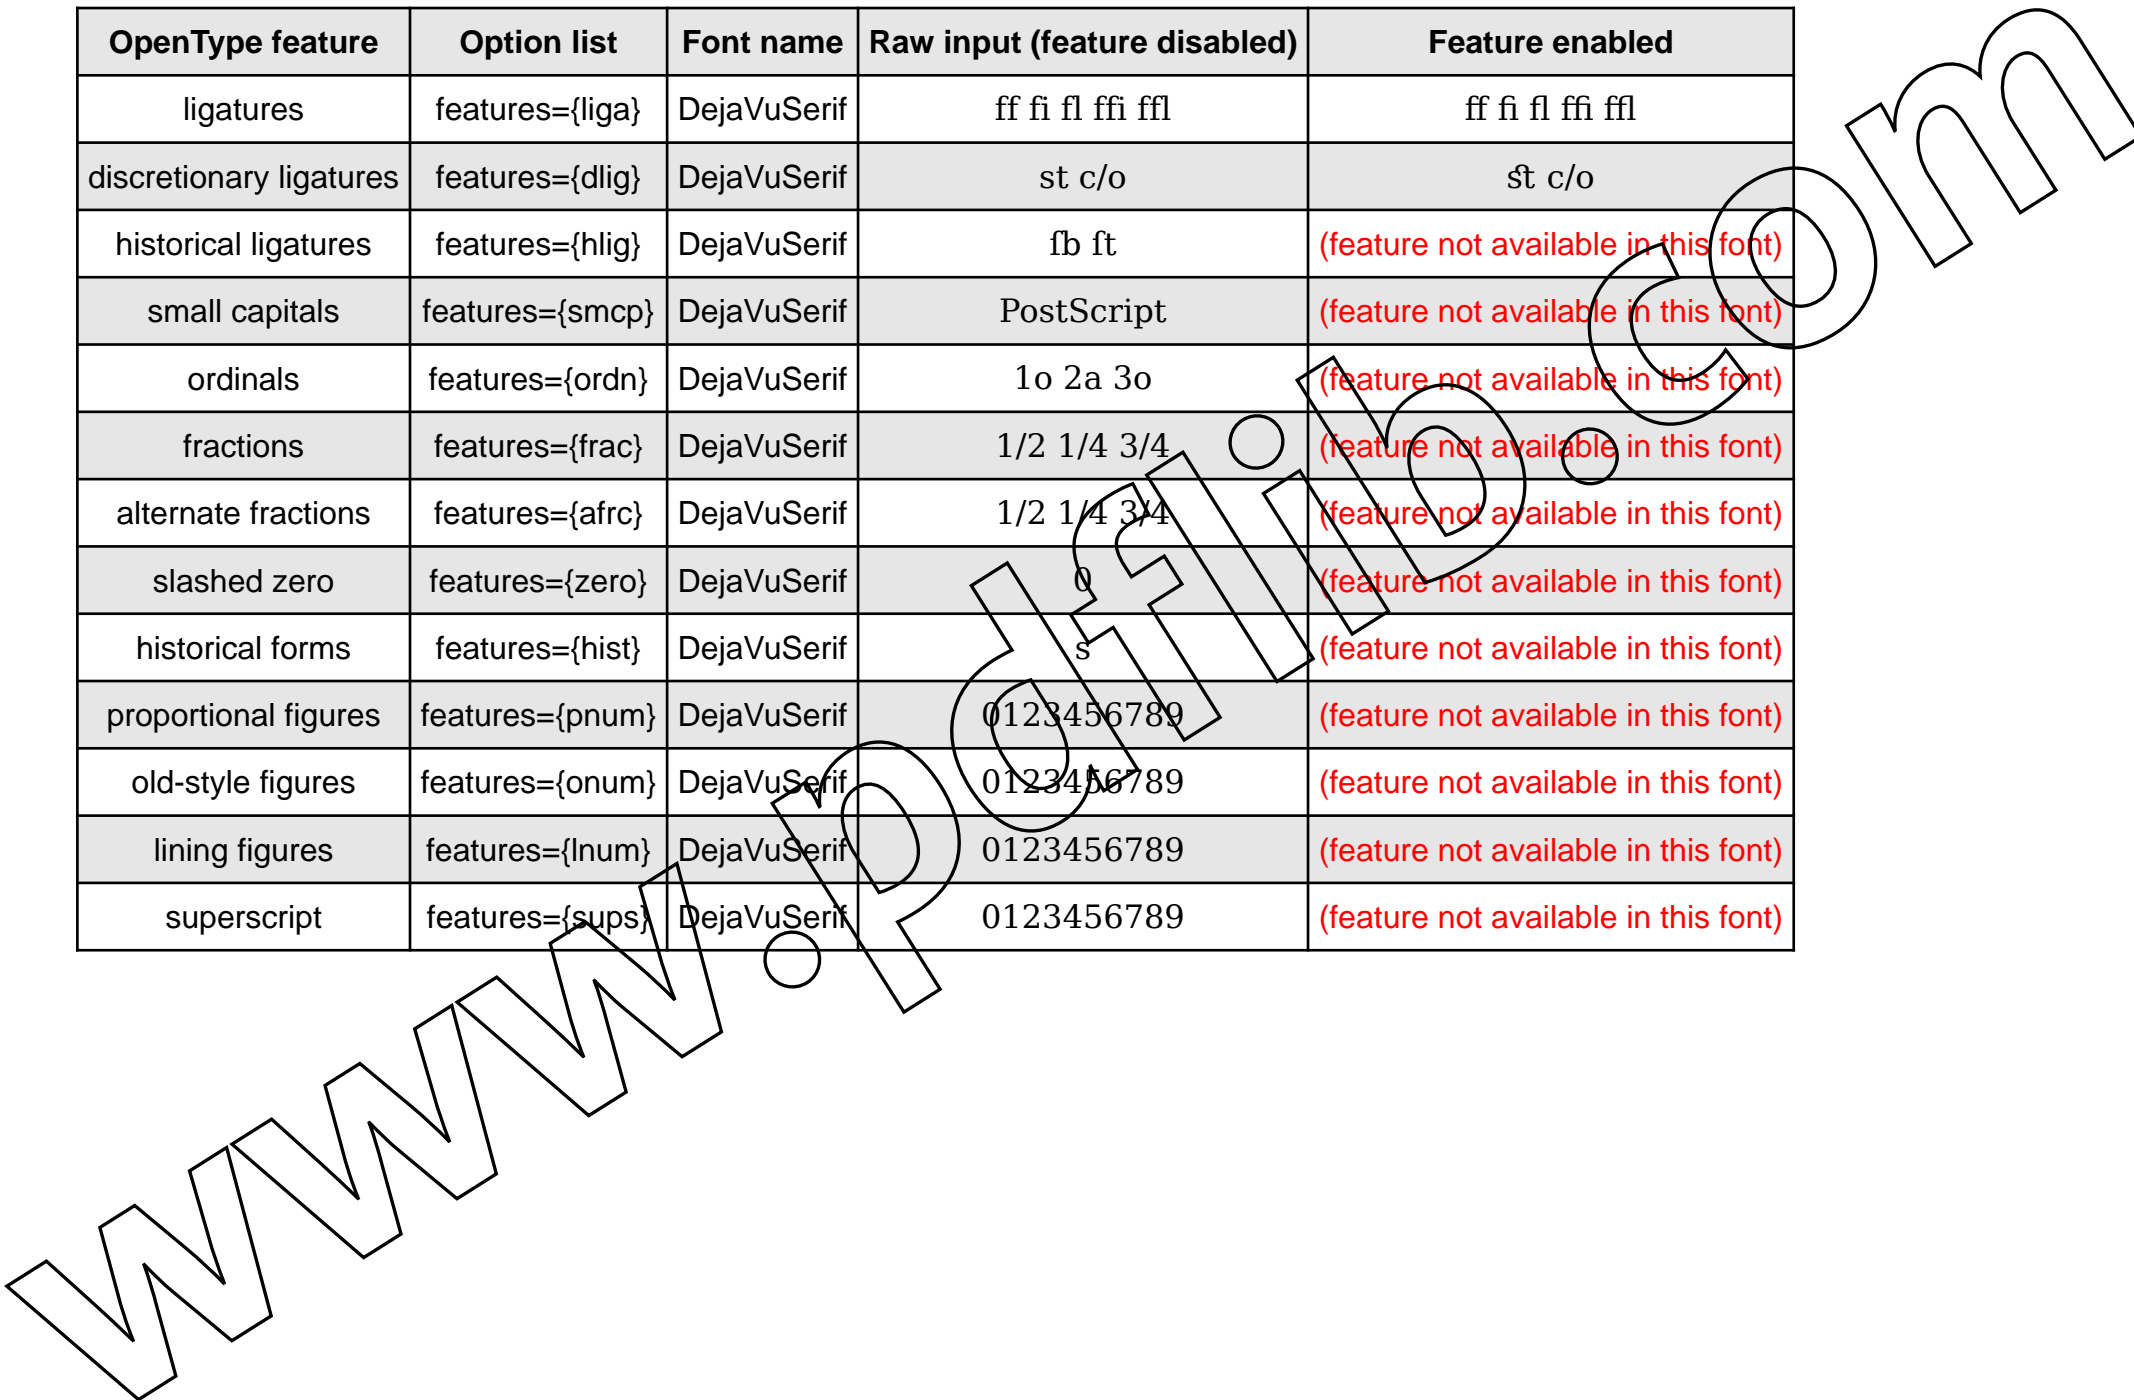 OpenType feature Option list Font name Raw input (feature disabled) Feature enabled
ligatures features={liga} DejaVuSerif ff fi fl ffi ffl ff fi fl ffi ffl
discretionary ligatures features={dlig} DejaVuSerif st c/o st c/o
historical ligatures features={hlig} DejaVuSerif ſb ſt (feature not available in this font)
small capitals features={smcp} DejaVuSerif PostScript (feature not available in this font)
ordinals features={ordn} DejaVuSerif 1o 2a 3o (feature not available in this font)
fractions features={frac} DejaVuSerif 1/2 1/4 3/4 (feature not available in this font)
alternate fractions features={afrc} DejaVuSerif 1/2 1/4 3/4 (feature not available in this font)
slashed zero features={zero} DejaVuSerif 0 (feature not available in this font)
historical forms features={hist} DejaVuSerif s (feature not available in this font)
proportional figures features={pnum} DejaVuSerif 0123456789 (feature not available in this font)
old-style figures features={onum} DejaVuSerif 0123456789 (feature not available in this font)
lining figures features={lnum} DejaVuSerif 0123456789 (feature not available in this font)
superscript features={sups} DejaVuSerif 0123456789 (feature not available in this font)
www.pdflib.com